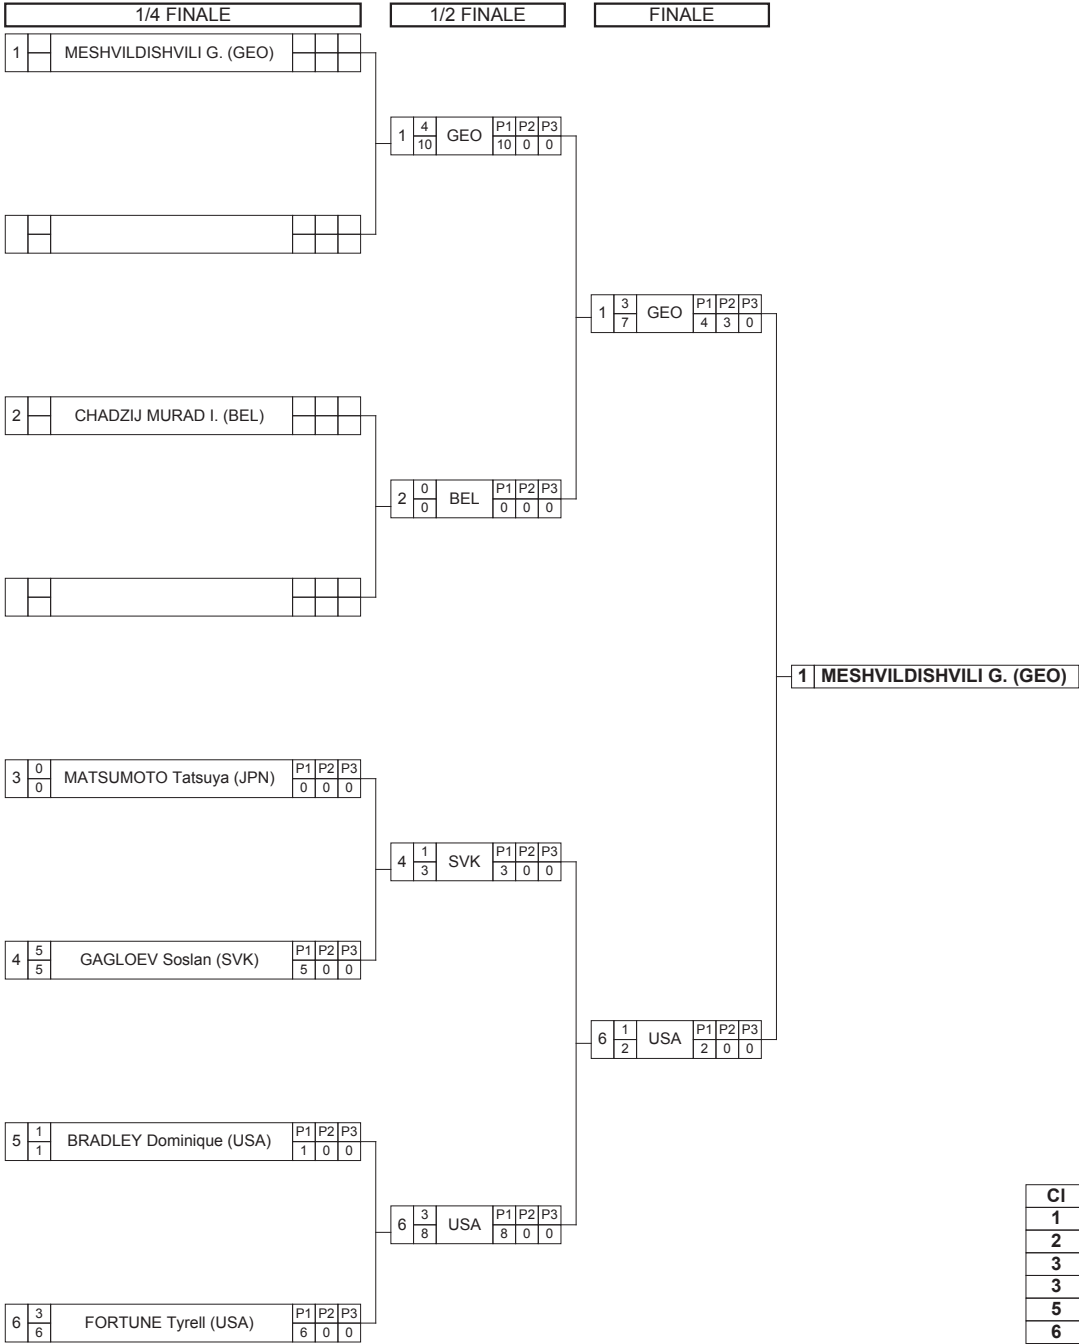 1/4 FINALE 1/2 FINALE FINALE
1 MESHVILDISHVILI G. (GEO)
1 4 10 GEO P1 P2 P3
10 0 0
1 3 7 GEO P1 P2 P3
4 3 0
2 CHADZIJ MURAD I. (BEL)
2 0 0 BEL P1 P2 P3
0 0 0
1 MESHVILDISHVILI G. (GEO)
3 0 0 MATSUMOTO Tatsuya (JPN) P1 P2 P3
0 0 0
4 1 3 SVK P1 P2 P3
3 0 0
4 5 5 GAGLOEV Soslan (SVK) P1 P2 P3
5 0 0
6 1 2 USA P1 P2 P3
2 0 0
5 1 1 BRADLEY Dominique (USA) P1 P2 P3
1 0 0
6 3 8 USA P1 P2 P3
8 0 0
6 3 6 FORTUNE Tyrell (USA) P1 P2 P3
6 0 0
Cl
1
2
3
3
5
6